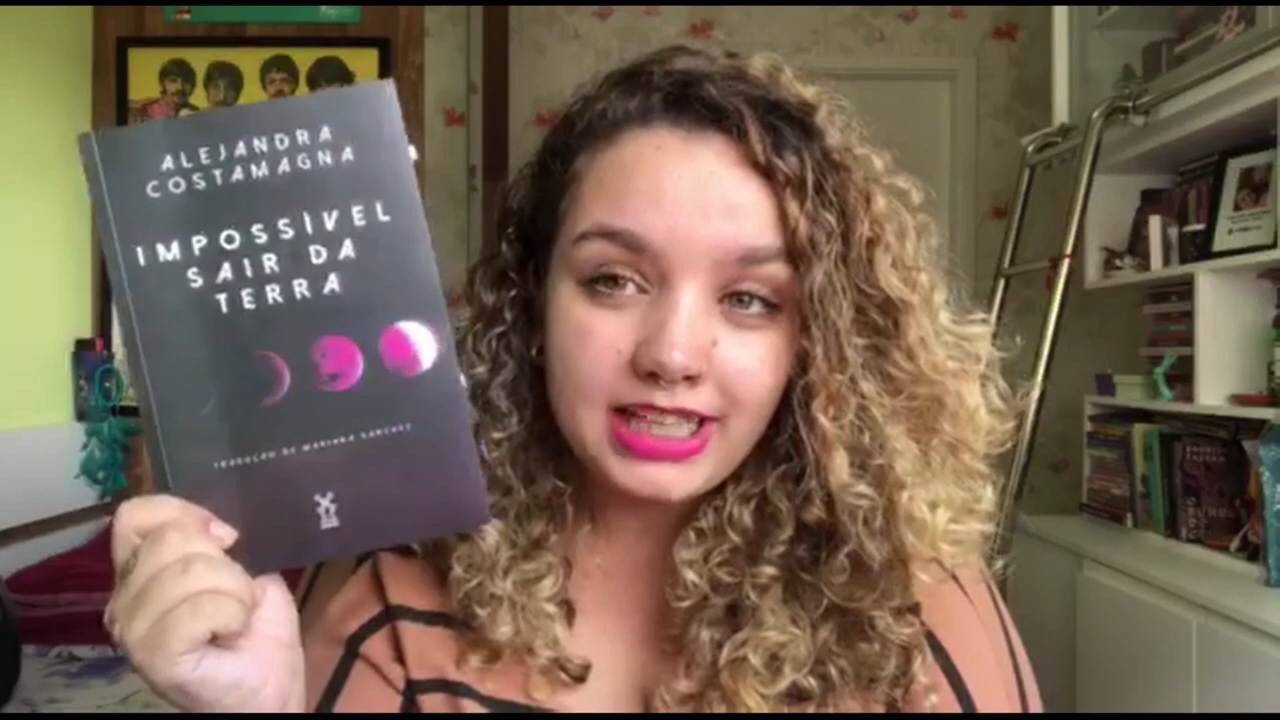 ALEJANDRA
COSTAMAGNA
IMPOSSÍVEL
SAIR DA
TERRA
TRADUÇÃO DE MARIANA SANCHEZ